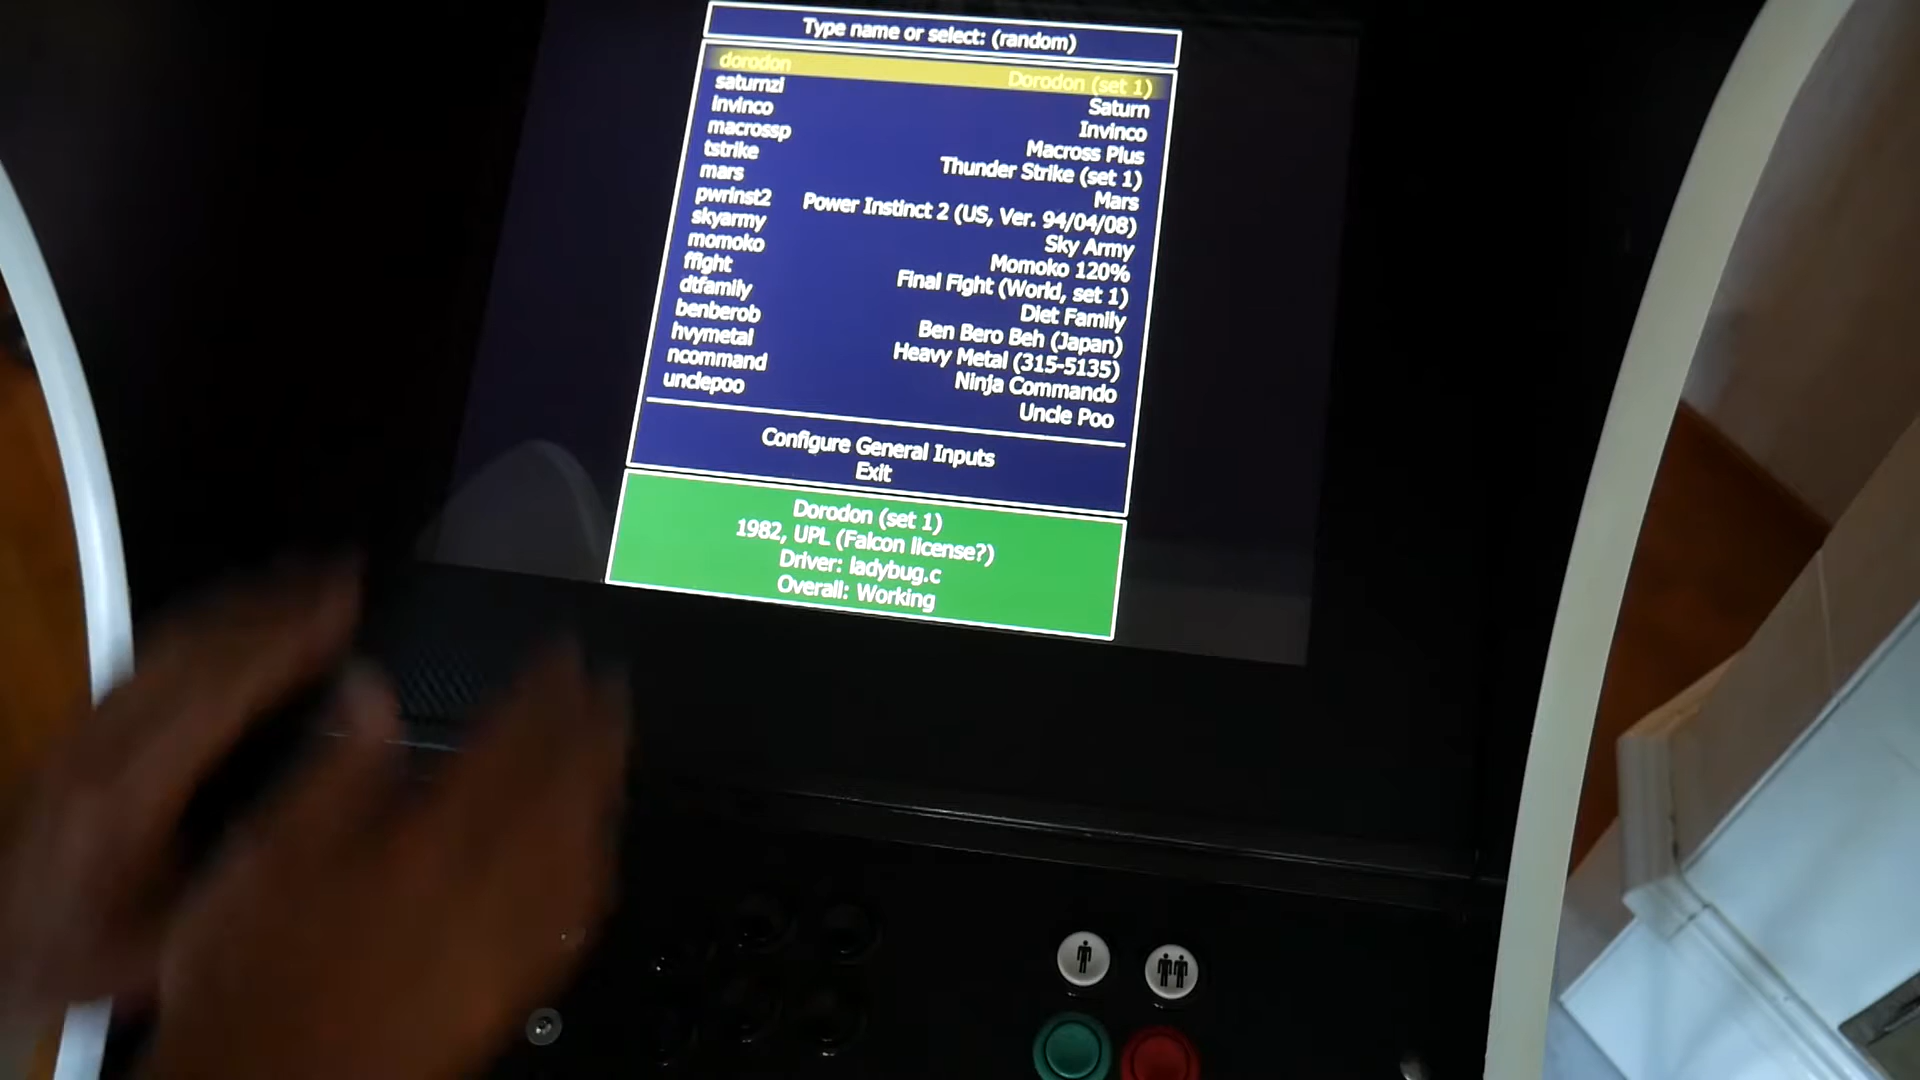 Type name or select: (random)
dorodon Dorodon (set 1)
saturnzi Saturn
invinco Invinco
macrossp Macross Plus
tstrike Thunder Strike (set 1)
mars Mars
pwrinst2 Power Instinct 2 (US, Ver. 94/04/08)
skyarmy Sky Army
momoko Momoko 120%
ffight Final Fight (World, set 1)
dtfamily Diet Family
benberob Ben Bero Beh (Japan)
hvymetal Heavy Metal (315-5135)
ncommand Ninja Commando
unclepoo Uncle Poo
Configure General Inputs
Exit
Dorodon (set 1)
1982, UPL (Falcon license?)
Driver: ladybug.c
Overall: Working